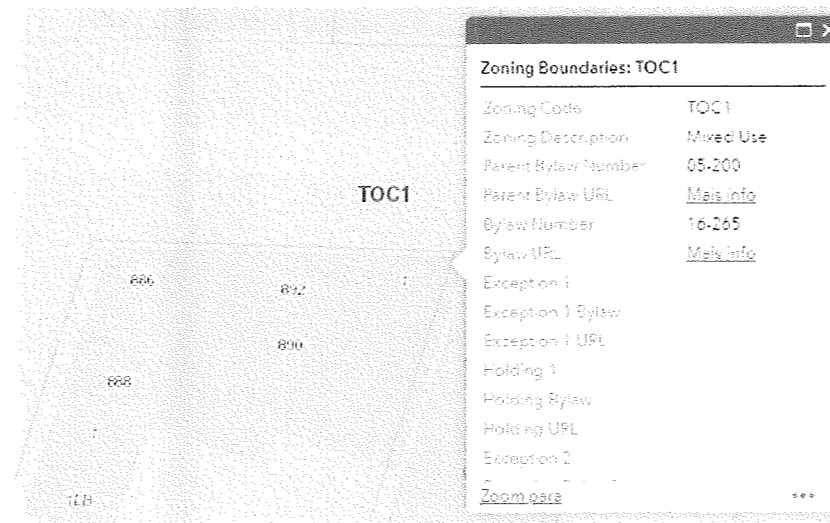 Zoning Boundaries: TOC1
Zoning Code TOC1
Zoning Description Mixed Use
Parent Bylaw Number 05-200
Parent Bylaw URL Mais info
Bylaw Number 16-265
Bylaw URL Mais info
Exception 1
Exception 1 Bylaw
Exception 1 URL
Holding 1
Holding Bylaw
Holding URL
Exception 2
Zoom para
TOC1
886
892
1
890
888
1